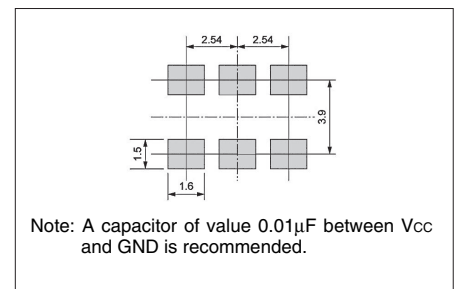 2.54 2.54
3.9
1.5
1.6
Note: A capacitor of value 0.01μF between Vcc
and GND is recommended.